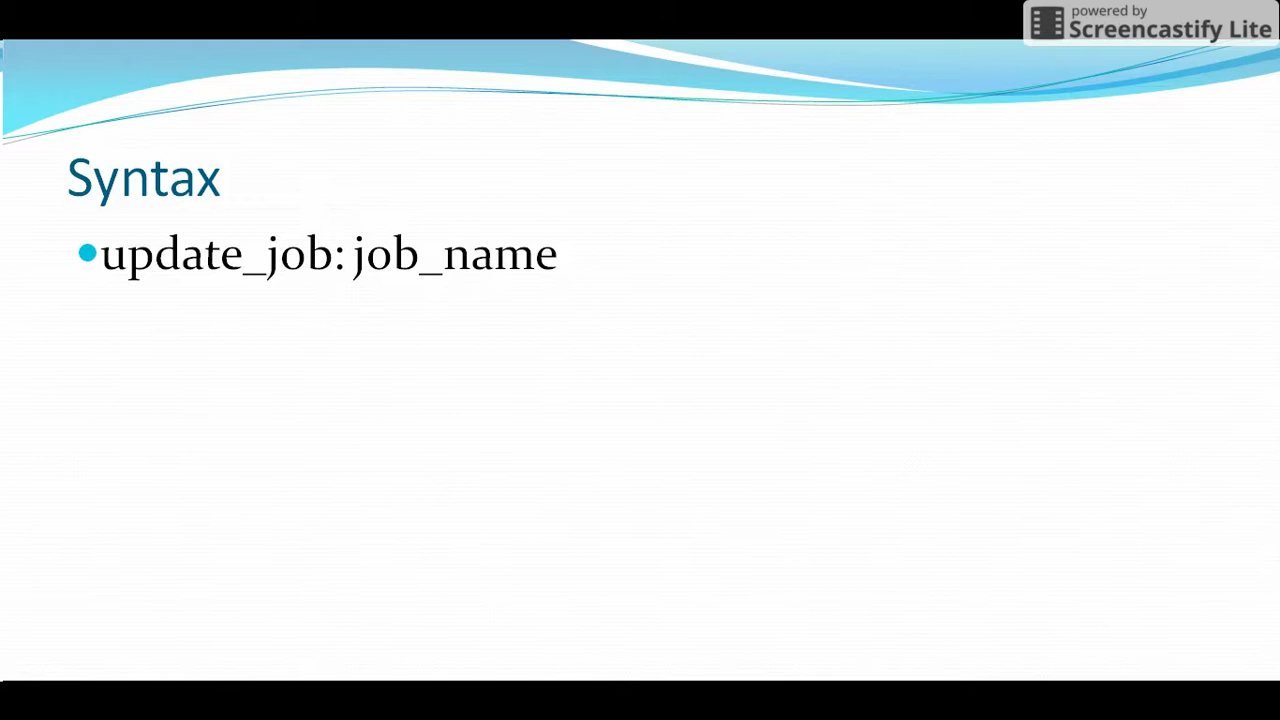 powered by
Screencastify Lite
Syntax
•update_job: job_name